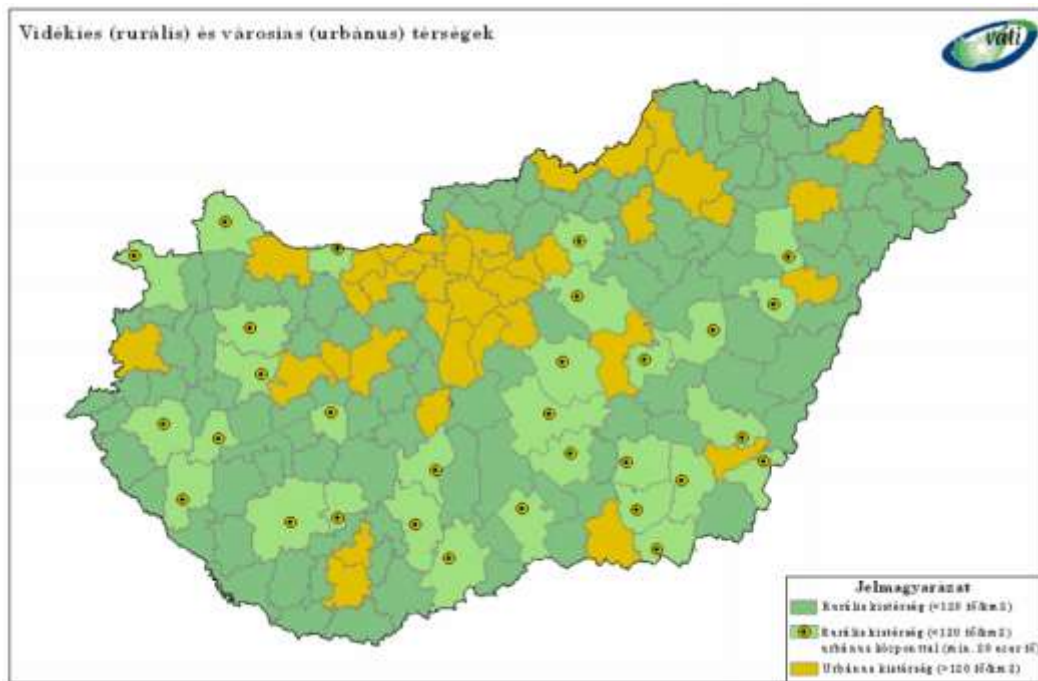 Vidékies (rurális) és városias (urbánus) térségek
váti
Jelmagyarázat
Rurális kistérség (<120 fő/km2)
Rurális kistérség (<120 fő/km2)
urbánus központtal (min. 20 ezer fő)
Urbánus kistérség (>120 fő/km2)